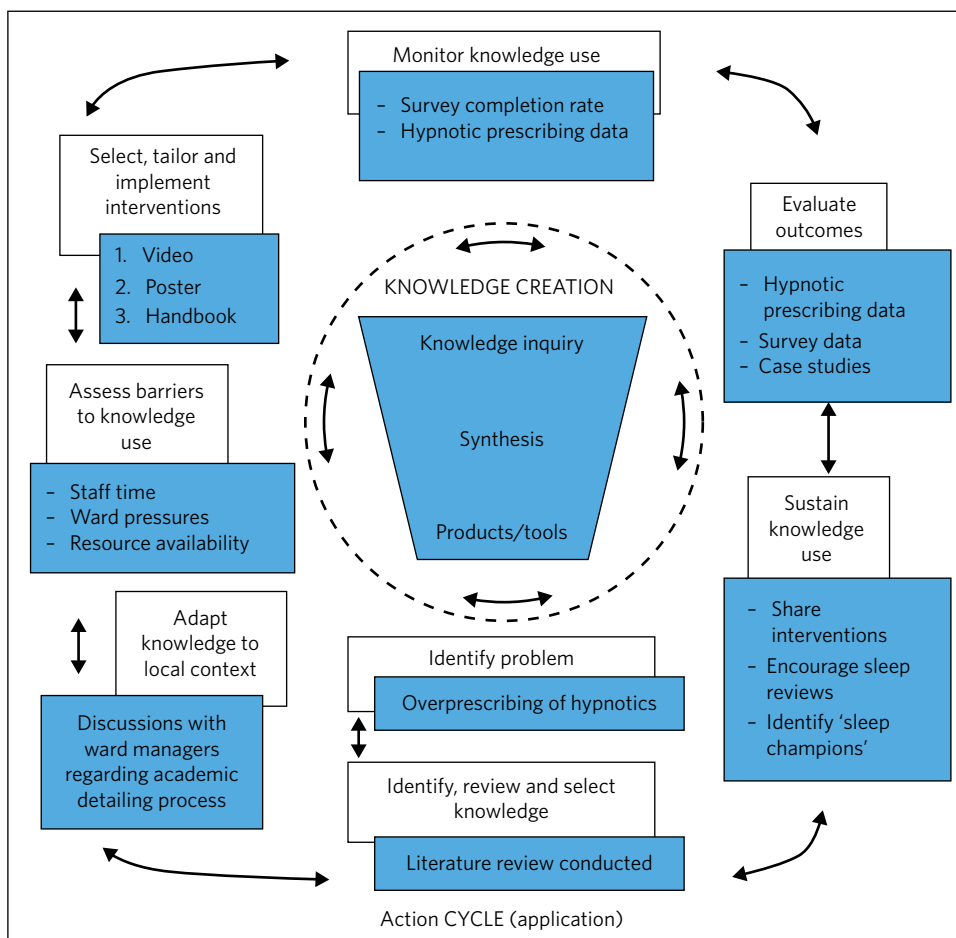 Monitor knowledge use
– Survey completion rate
– Hypnotic prescribing data
Select, tailor and
implement
interventions
1. Video
2. Poster
3. Handbook
Evaluate
outcomes
– Hypnotic
prescribing data
– Survey data
– Case studies
KNOWLEDGE CREATION
Knowledge inquiry
Synthesis
Products/tools
Assess barriers
to knowledge
use
– Staff time
– Ward pressures
– Resource availability
Sustain
knowledge
use
– Share
interventions
– Encourage sleep
reviews
– Identify ‘sleep
champions’
Adapt
knowledge to
local context
Discussions with
ward managers
regarding academic
detailing process
Identify problem
Overprescribing of hypnotics
Identify, review and select
knowledge
Literature review conducted
Action CYCLE (application)